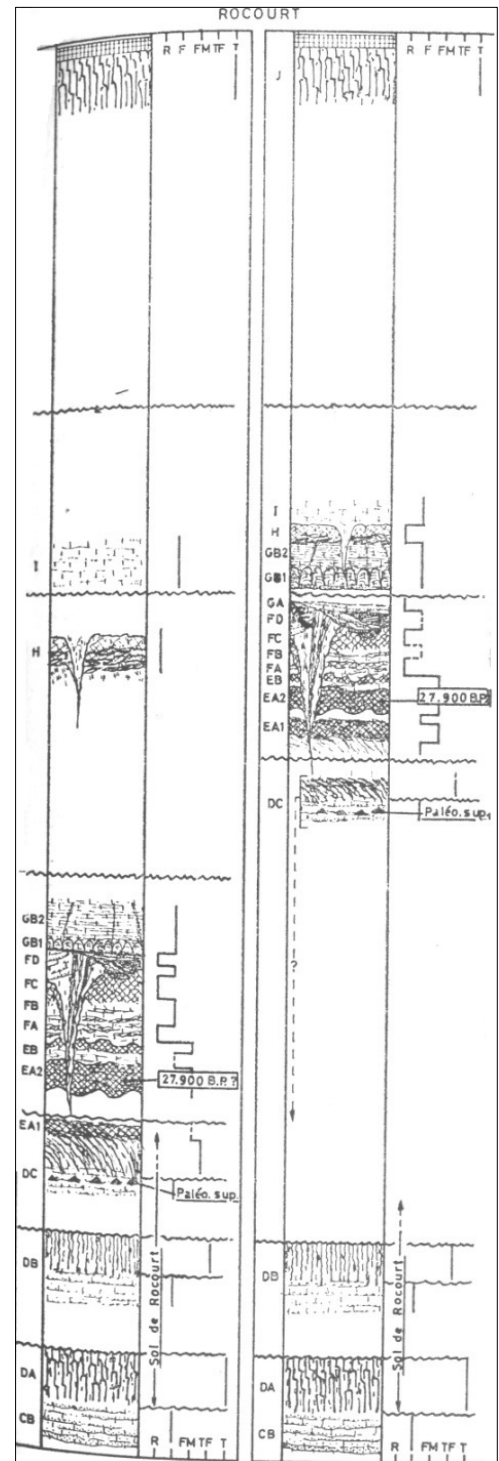 ROCOURT
R F FM TF T
I
H
GB2
GB1
FD
FC
FB
FA
EB
EA2
27.900 B.P.?
EA1
DC
Paléo. sup.
DB
Sol de Rocourt
DA
CB
R FM TF T
J
R F FM TF T
I
H
GB2
GB1
GA
FD
FC
FB
FA
EB
EA2
27.900 B.P.?
EA1
DC
Paléo. sup.
?
DB
Sol de Rocourt
DA
CB
R F FM TF T